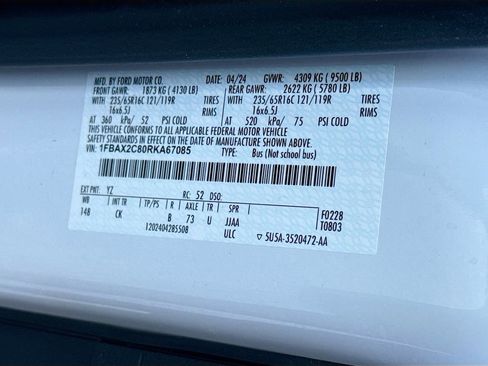 MFD. BY FORD MOTOR CO. DATE: 04/24 GVWR: 4309 KG ( 9500 LB)
FRONT GAWR: 1873 KG ( 4130 LB) REAR GAWR: 2622 KG ( 5780 LB)
WITH 235/65R16C 121/119R TIRES WITH 235/65R16C 121/119R TIRES
16x6.5J 16x6.5J
AT 360 kPa/ 52 PSI COLD AT 520 kPa/ 75 PSI COLD
THIS VEHICLE CONFORMS TO ALL APPLICABLE FEDERAL MOTOR VEHICLE
SAFETY STANDARDS IN EFFECT ON THE DATE OF MANUFACTURE SHOWN ABOVE.
VIN: 1FBAX2C80RKA67085 TYPE: Bus (Not school bus)
EXT PNT: YZ RC: 52 DSO:
WB INT TR TP/PS R AXLE TR SPR
148 CK B 73 U JJAA F0228
1202404285508 ULC T0803
5U5A-3520472-AA